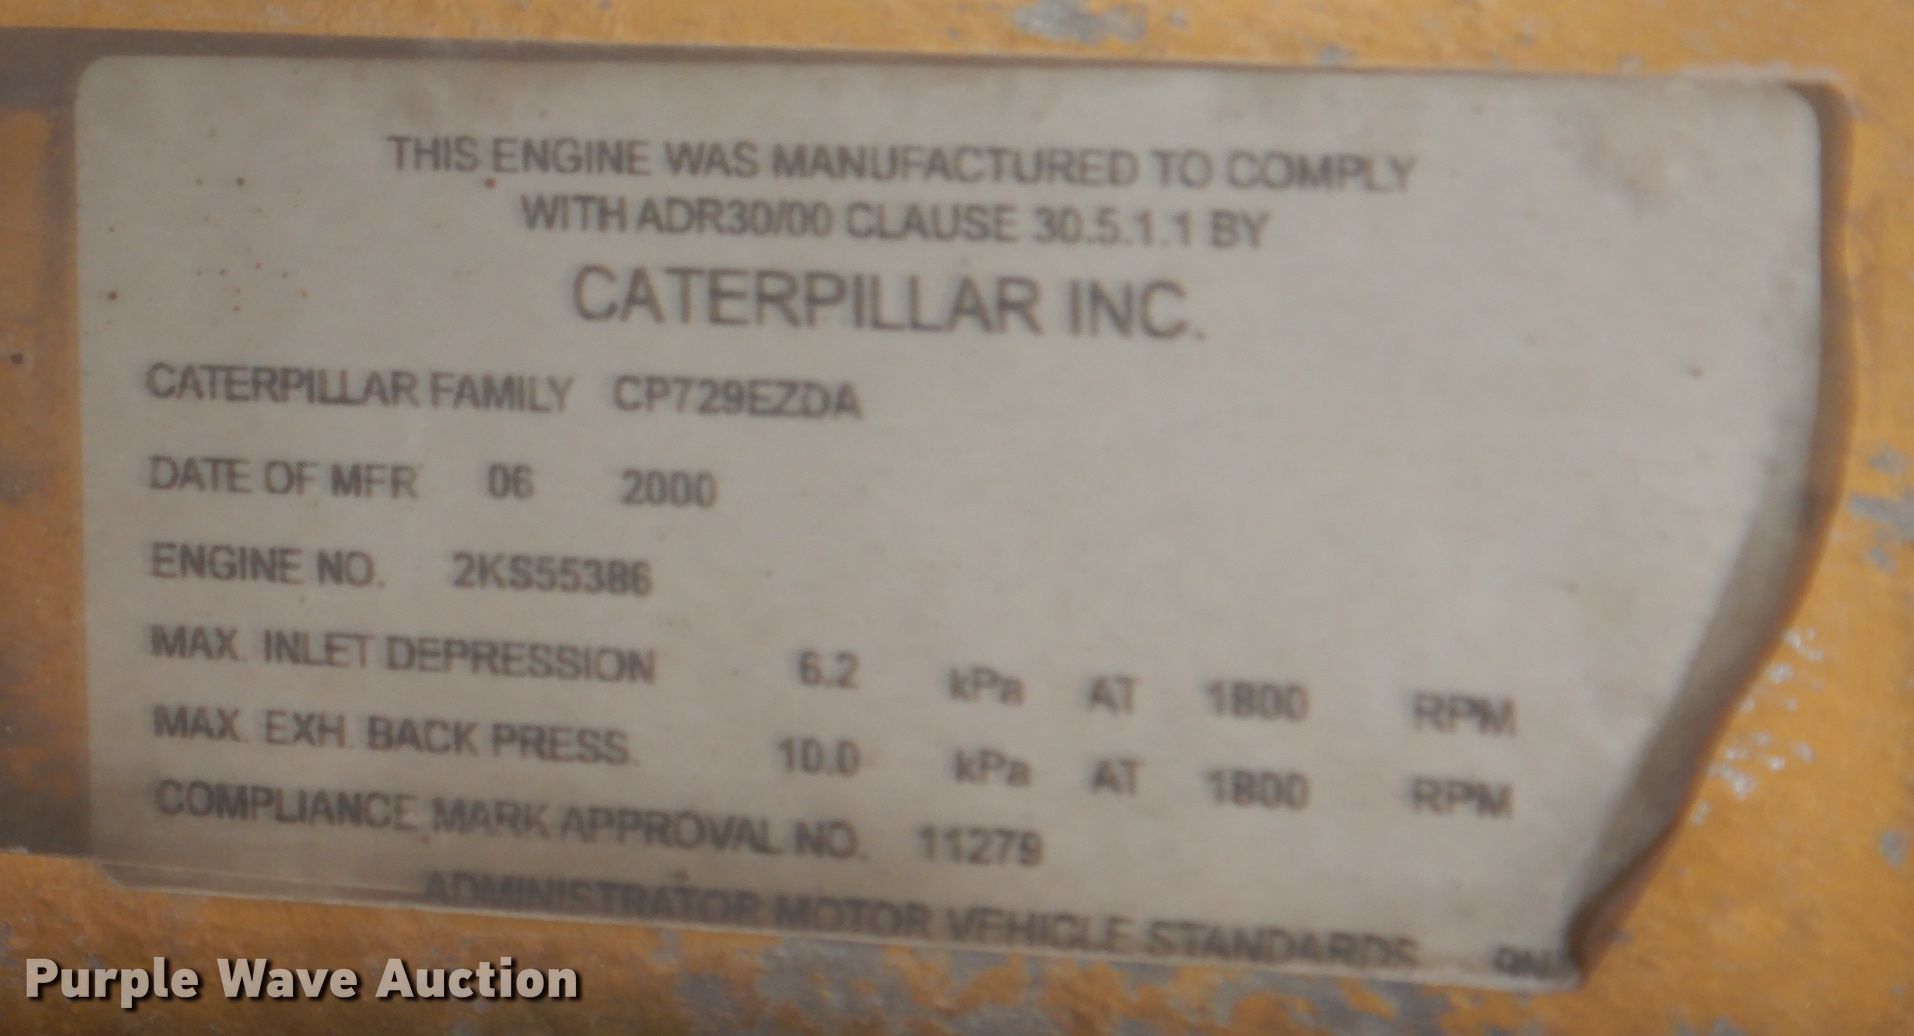 THIS ENGINE WAS MANUFACTURED TO COMPLY
WITH ADR30/00 CLAUSE 30.5.1.1 BY
CATERPILLAR INC.
CATERPILLAR FAMILY CP729EZDA
DATE OF MFR 06 2000
ENGINE NO. 2KS55386
MAX. INLET DEPRESSION 6.2 kPa AT 1800 RPM
MAX. EXH. BACK PRESS. 10.0 kPa AT 1800 RPM
COMPLIANCE MARK APPROVAL NO. 11279
ADMINISTRATOR MOTOR VEHICLE STANDARDS
Purple Wave Auction